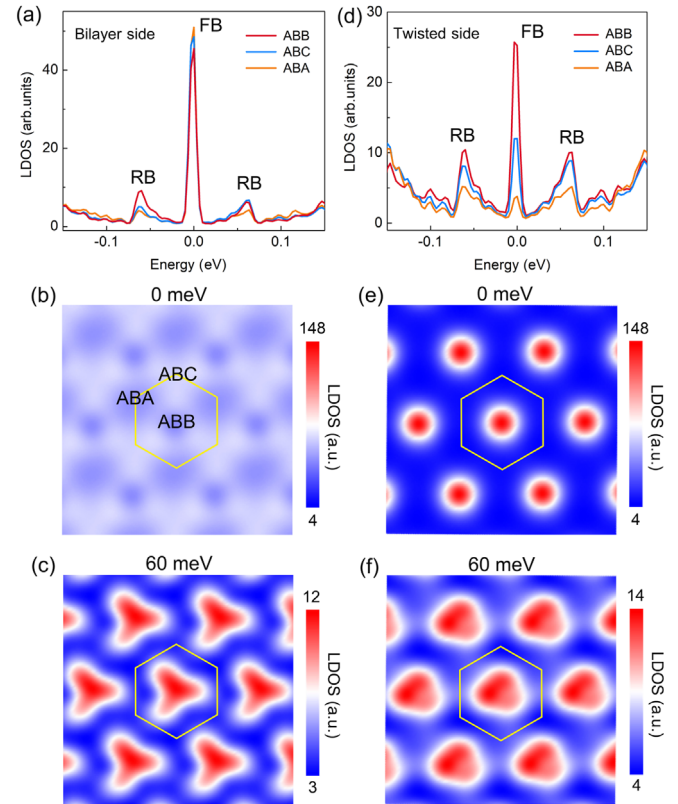 (a)
Bilayer side
FB
ABB
ABC
ABA
RB
RB
LDOS (arb.units)
40
20
0
-0.1
0.0
0.1
Energy (eV)
(d)
Twisted side
FB
ABB
ABC
ABA
RB
RB
LDOS (arb.units)
30
20
10
0
-0.1
0.0
0.1
Energy (eV)
(b)
0 meV
ABC
ABA
ABB
148
LDOS (a.u.)
4
(e)
0 meV
148
LDOS (a.u.)
4
(c)
60 meV
12
LDOS (a.u.)
3
(f)
60 meV
14
LDOS (a.u.)
4